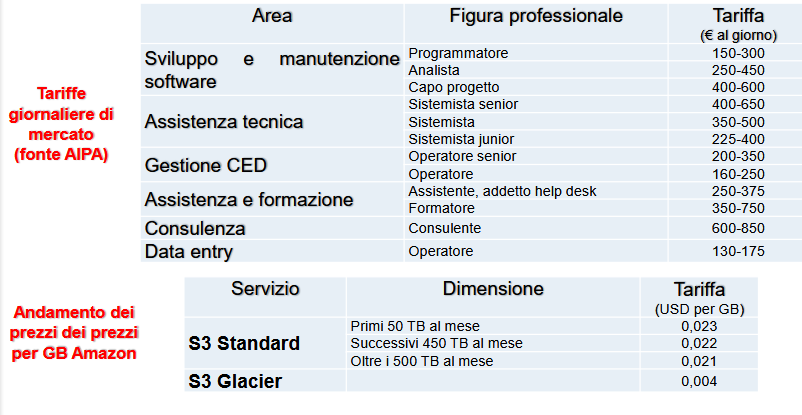 Area Figura professionale Tariffa
(€ al giorno)
Tariffe
giornaliere di
mercato
(fonte AIPA)
Sviluppo e manutenzione
software
Programmatore 150-300
Analista 250-450
Capo progetto 400-600
Assistenza tecnica
Sistemista senior 400-650
Sistemista 350-500
Sistemista junior 225-400
Gestione CED
Operatore senior 200-350
Operatore 160-250
Assistenza e formazione
Assistente, addetto help desk 250-375
Formatore 350-750
Consulenza Consulente 600-850
Data entry Operatore 130-175
Andamento dei
prezzi dei prezzi
per GB Amazon
Servizio Dimensione Tariffa
(USD per GB)
S3 Standard
Primi 50 TB al mese 0,023
Successivi 450 TB al mese 0,022
Oltre i 500 TB al mese 0,021
S3 Glacier 0,004